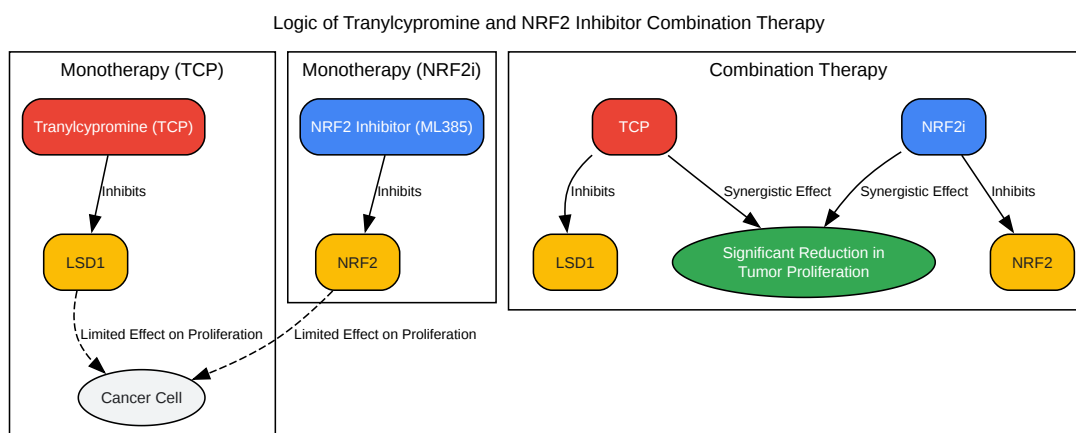 Logic of Tranylcypromine and NRF2 Inhibitor Combination Therapy
Monotherapy (TCP)
Tranylcypromine (TCP)
Inhibits
LSD1
Limited Effect on Proliferation
Cancer Cell
Monotherapy (NRF2i)
NRF2 Inhibitor (ML385)
Inhibits
NRF2
Limited Effect on Proliferation
Combination Therapy
TCP
NRF2i
Inhibits
Synergistic Effect
Synergistic Effect
Inhibits
LSD1
Significant Reduction in
Tumor Proliferation
NRF2